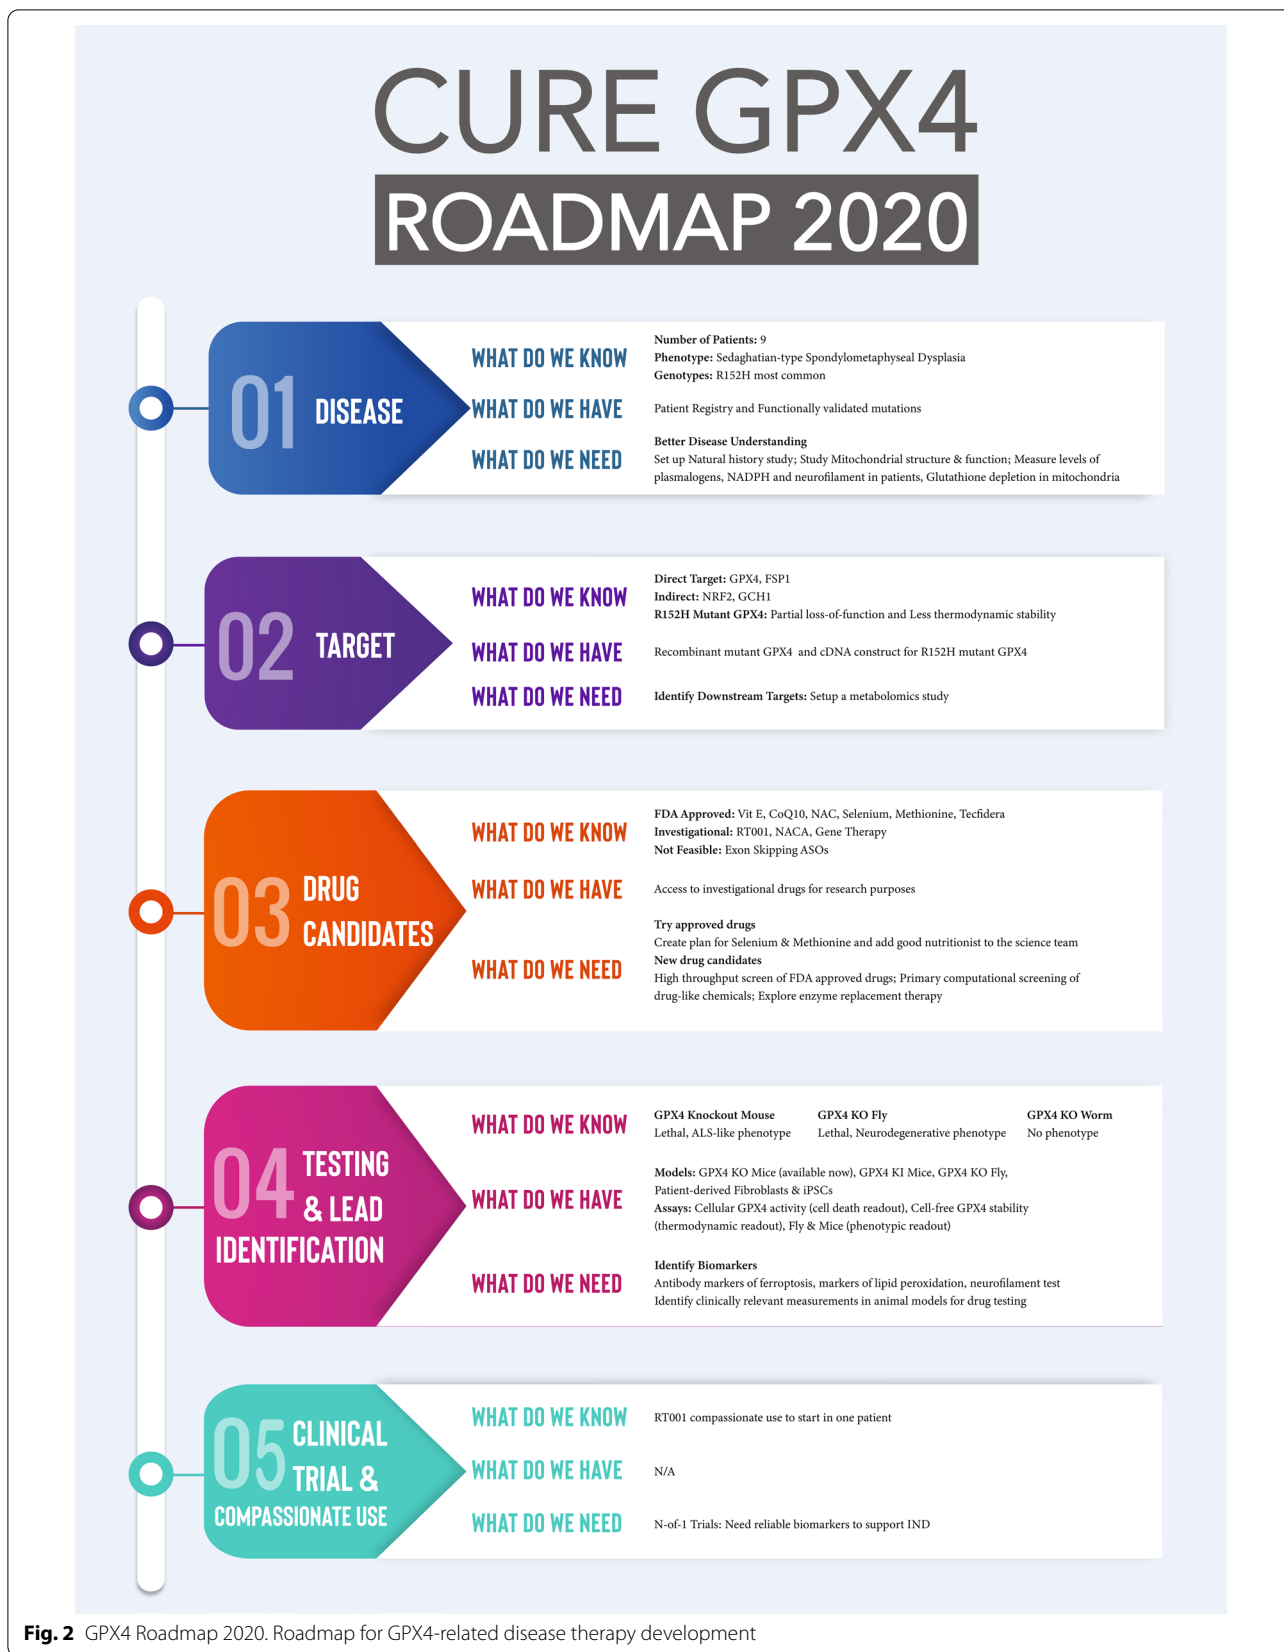 CURE GPX4
ROADMAP 2020
01 DISEASE
WHAT DO WE KNOW
Number of Patients: 9
Phenotype: Sedaghatian-type Spondylometaphyseal Dysplasia
Genotypes: R152H most common
WHAT DO WE HAVE
Patient Registry and Functionally validated mutations
WHAT DO WE NEED
Better Disease Understanding
Set up Natural history study; Study Mitochondrial structure & function; Measure levels of
plasmalogens, NADPH and neurofilament in patients, Glutathione depletion in mitochondria
02 TARGET
WHAT DO WE KNOW
Direct Target: GPX4, FSP1
Indirect: NRF2, GCH1
R152H Mutant GPX4: Partial loss-of-function and Less thermodynamic stability
WHAT DO WE HAVE
Recombinant mutant GPX4 and cDNA construct for R152H mutant GPX4
WHAT DO WE NEED
Identify Downstream Targets: Setup a metabolomics study
03 DRUG
CANDIDATES
WHAT DO WE KNOW
FDA Approved: Vit E, CoQ10, NAC, Selenium, Methionine, Tecfidera
Investigational: RT001, NACA, Gene Therapy
Not Feasible: Exon Skipping ASOs
WHAT DO WE HAVE
Access to investigational drugs for research purposes
WHAT DO WE NEED
Try approved drugs
Create plan for Selenium & Methionine and add good nutritionist to the science team
New drug candidates
High throughput screen of FDA approved drugs; Primary computational screening of
drug-like chemicals; Explore enzyme replacement therapy
04 TESTING
& LEAD
IDENTIFICATION
WHAT DO WE KNOW
GPX4 Knockout Mouse GPX4 KO Fly GPX4 KO Worm
Lethal, ALS-like phenotype Lethal, Neurodegenerative phenotype No phenotype
WHAT DO WE HAVE
Models: GPX4 KO Mice (available now), GPX4 KI Mice, GPX4 KO Fly,
Patient-derived Fibroblasts & iPSCs
Assays: Cellular GPX4 activity (cell death readout), Cell-free GPX4 stability
(thermodynamic readout), Fly & Mice (phenotypic readout)
WHAT DO WE NEED
Identify Biomarkers
Antibody markers of ferroptosis, markers of lipid peroxidation, neurofilament test
Identify clinically relevant measurements in animal models for drug testing
05 CLINICAL
TRIAL &
COMPASSIONATE USE
WHAT DO WE KNOW
RT001 compassionate use to start in one patient
WHAT DO WE HAVE
N/A
WHAT DO WE NEED
N-of-1 Trials: Need reliable biomarkers to support IND
Fig. 2 GPX4 Roadmap 2020. Roadmap for GPX4-related disease therapy development